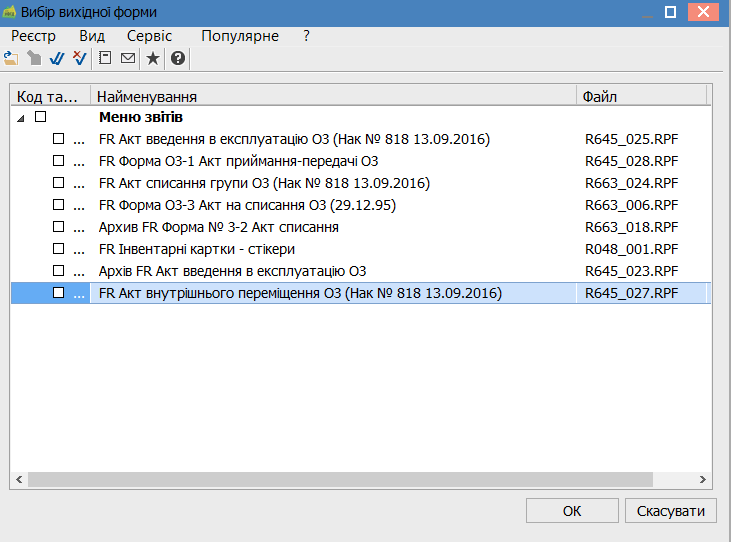 Вибір вихідної форми
Реєстр Вид Сервіс Популярне ?
Код та... Найменування Файл
Меню звітів
... FR Акт введення в експлуатацію ОЗ (Нак № 818 13.09.2016) R645_025.RPF
... FR Форма ОЗ-1 Акт приймання-передачі ОЗ R645_028.RPF
... FR Акт списання групи ОЗ (Нак № 818 13.09.2016) R663_024.RPF
... FR Форма ОЗ-3 Акт на списання ОЗ (29.12.95) R663_006.RPF
... Архив FR Форма № 3-2 Акт списання R663_018.RPF
... FR Інвентарні картки - стікери R048_001.RPF
... Архів FR Акт введення в експлуатацію ОЗ R645_023.RPF
... FR Акт внутрішнього переміщення ОЗ (Нак № 818 13.09.2016) R645_027.RPF
ОК Скасувати